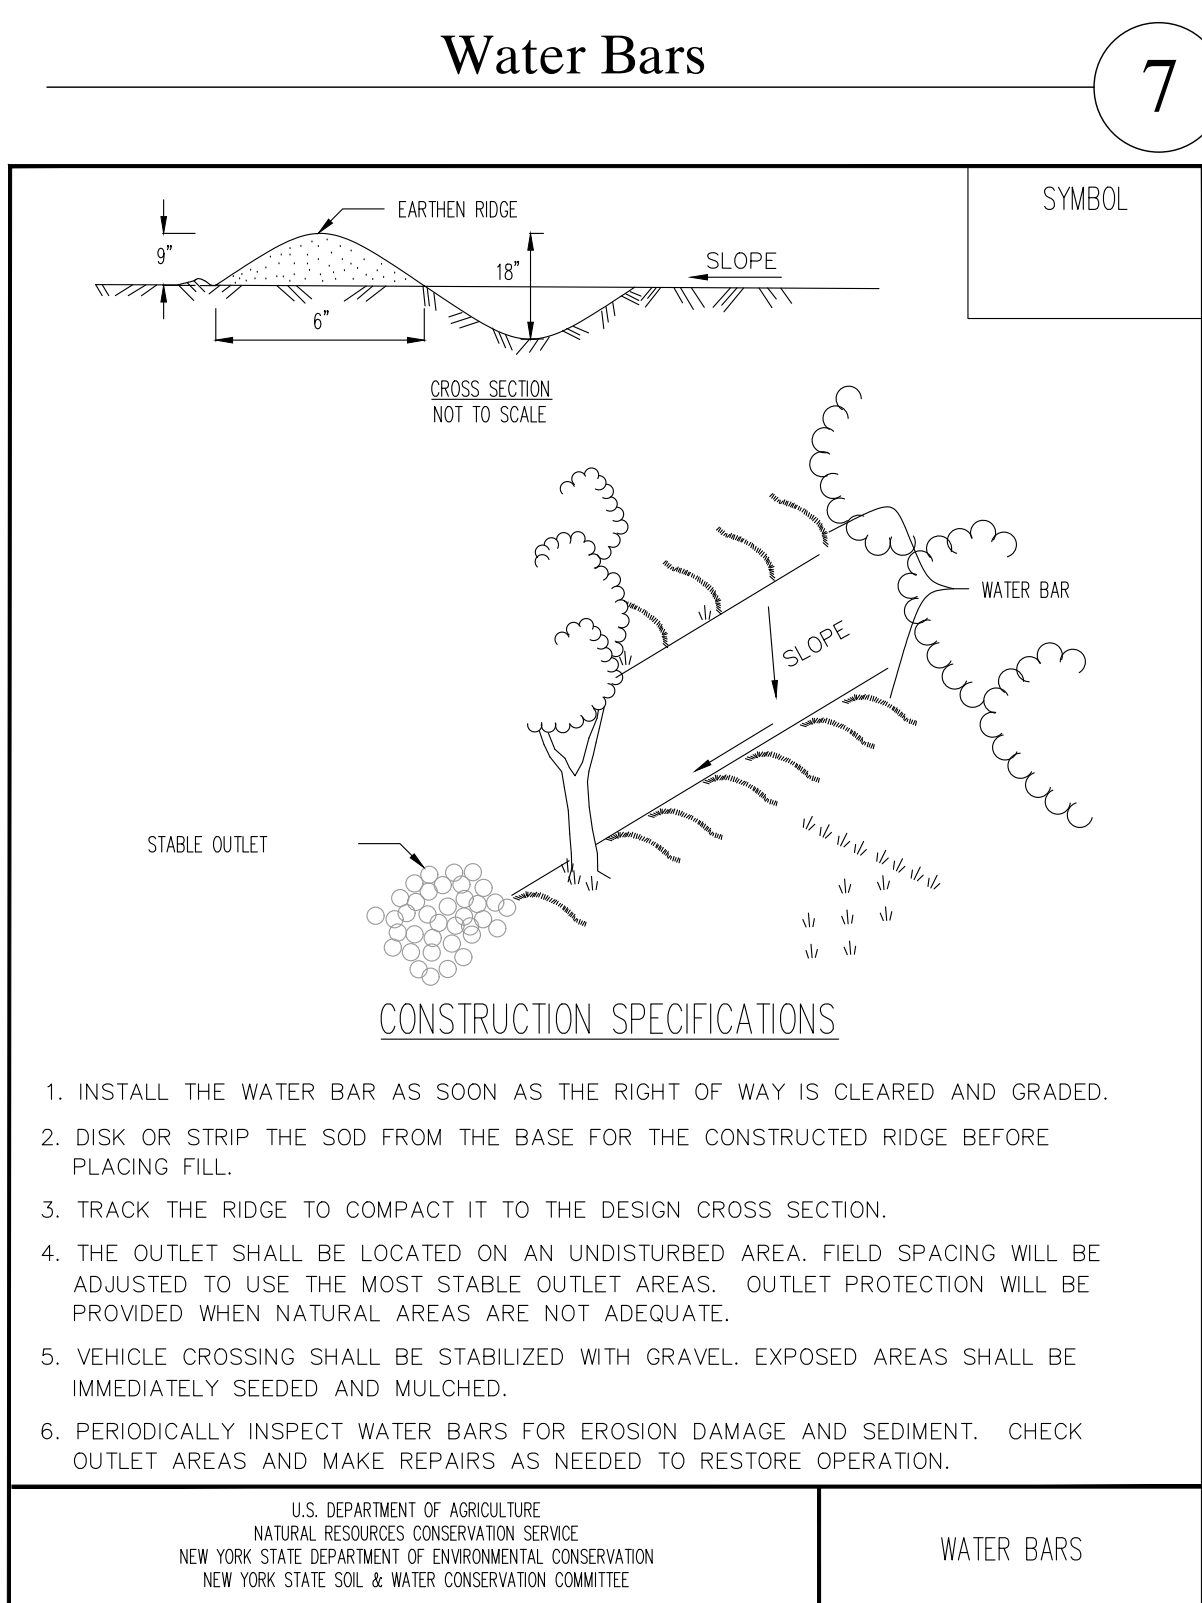 Water Bars
7
SYMBOL
EARTHEN RIDGE
9”
18”
SLOPE
6”
CROSS SECTION
NOT TO SCALE
WATER BAR
SLOPE
STABLE OUTLET
CONSTRUCTION SPECIFICATIONS
1. INSTALL THE WATER BAR AS SOON AS THE RIGHT OF WAY IS CLEARED AND GRADED.
2. DISK OR STRIP THE SOD FROM THE BASE FOR THE CONSTRUCTED RIDGE BEFORE
PLACING FILL.
3. TRACK THE RIDGE TO COMPACT IT TO THE DESIGN CROSS SECTION.
4. THE OUTLET SHALL BE LOCATED ON AN UNDISTURBED AREA. FIELD SPACING WILL BE
ADJUSTED TO USE THE MOST STABLE OUTLET AREAS. OUTLET PROTECTION WILL BE
PROVIDED WHEN NATURAL AREAS ARE NOT ADEQUATE.
5. VEHICLE CROSSING SHALL BE STABILIZED WITH GRAVEL. EXPOSED AREAS SHALL BE
IMMEDIATELY SEEDED AND MULCHED.
6. PERIODICALLY INSPECT WATER BARS FOR EROSION DAMAGE AND SEDIMENT. CHECK
OUTLET AREAS AND MAKE REPAIRS AS NEEDED TO RESTORE OPERATION.
U.S. DEPARTMENT OF AGRICULTURE
NATURAL RESOURCES CONSERVATION SERVICE
NEW YORK STATE DEPARTMENT OF ENVIRONMENTAL CONSERVATION
NEW YORK STATE SOIL & WATER CONSERVATION COMMITTEE
WATER BARS